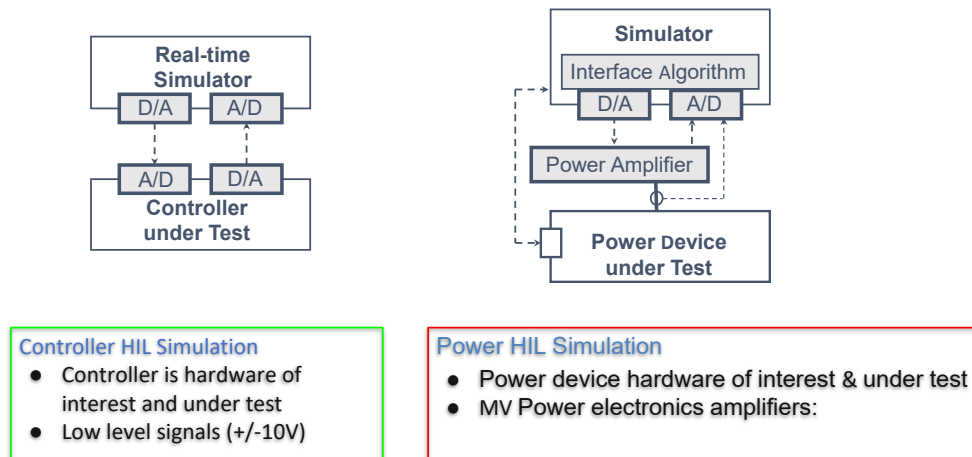 Real-time
Simulator
D/A
A/D
A/D
D/A
Controller
under Test
Simulator
Interface Algorithm
D/A
A/D
Power Amplifier
Power Device
under Test
Controller HIL Simulation
● Controller is hardware of
interest and under test
● Low level signals (+/-10V)
Power HIL Simulation
● Power device hardware of interest & under test
● MV Power electronics amplifiers: